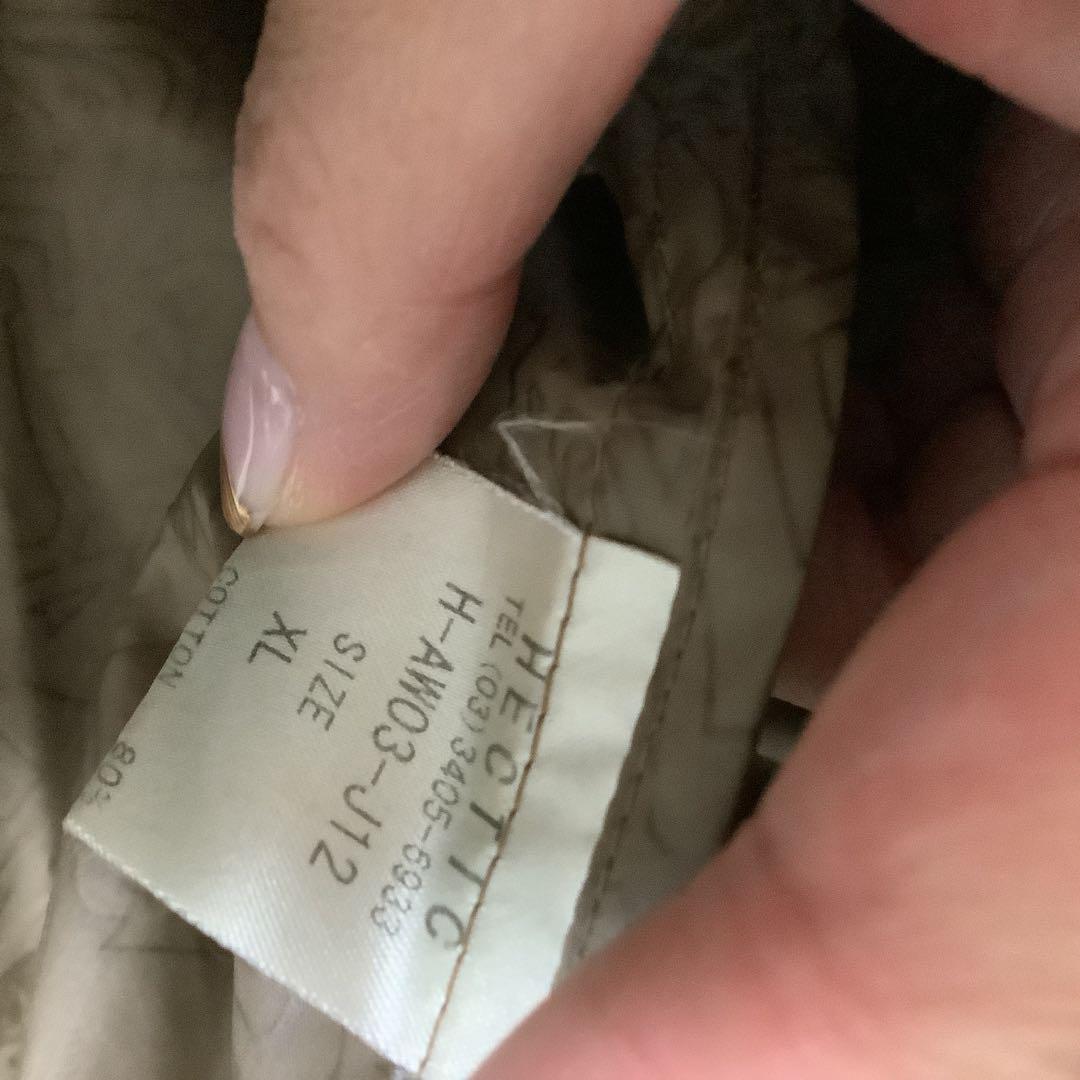 HECTIC
TEL (03)3405-6933
H-AW03-J12
SIZE
XL
COTTON 80%